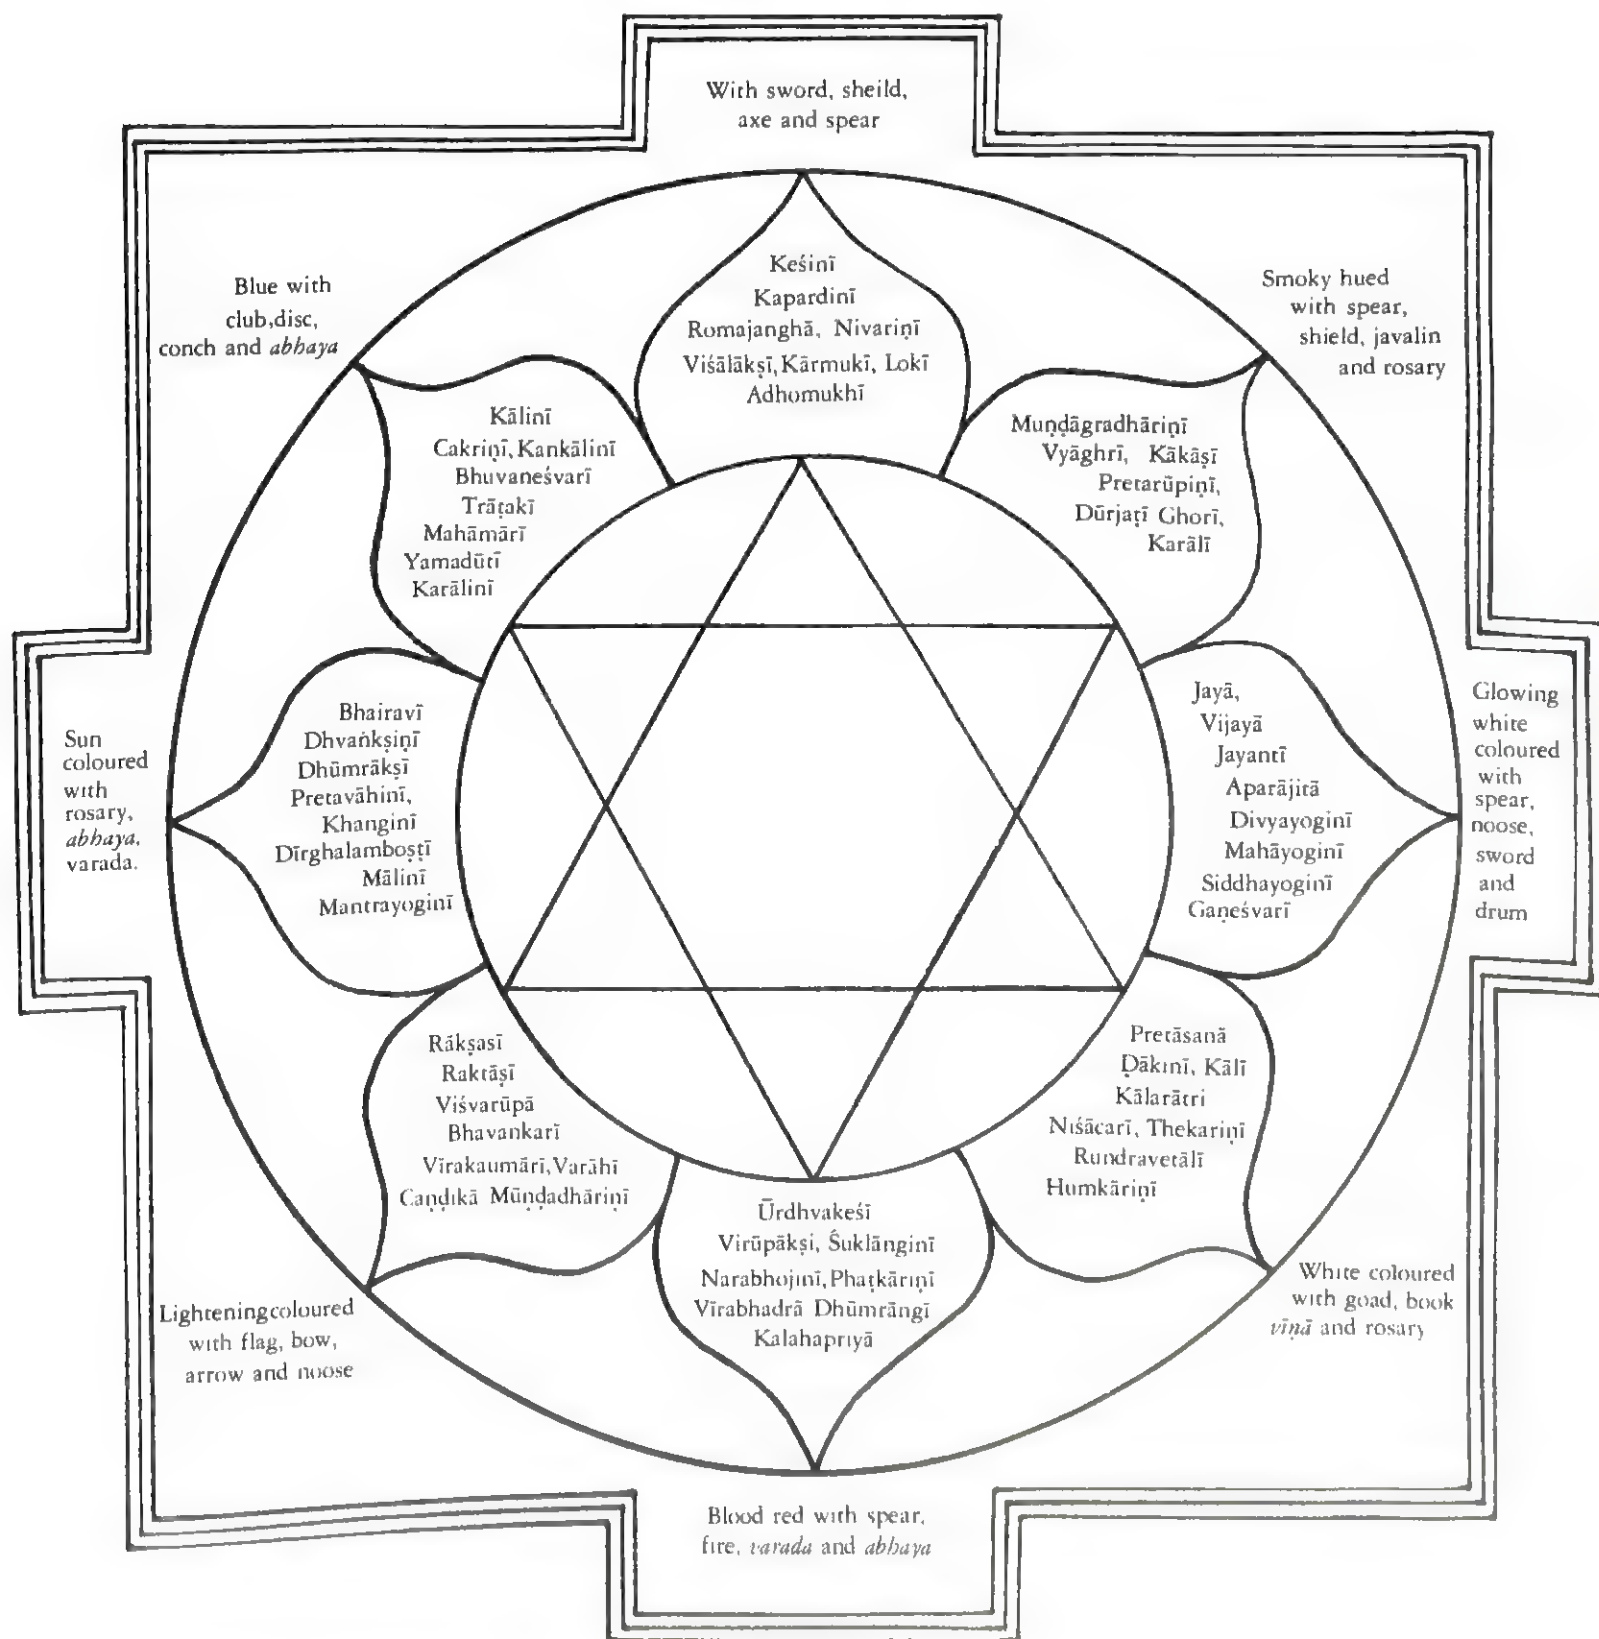 With sword, sheild,
axe and spear
Blue with
club,disc,
conch and abhaya
Smoky hued
with spear,
shield, javalin
and rosary
Keśinī
Kapardinī
Romajanghā, Nivariṇī
Viśālākṣī, Kārmukī, Lokī
Adhomukhī
Kālinī
Cakriṇī, Kankālinī
Bhuvaneśvarī
Trāṭakī
Mahāmārī
Yamadūtī
Karālinī
Muṇḍāgradhāriṇī
Vyāghrī, Kākāṣī
Pretarūpiṇī,
Dūrjaṭī Ghorī,
Karālī
Sun
coloured
with
rosary,
abhaya,
varada.
Bhairavī
Dhvaṅkṣiṇī
Dhūmrākṣī
Pretavāhinī,
Khanginī
Dīrghalamboṣṭī
Mālinī
Mantrayoginī
Jayā,
Vijayā
Jayantī
Aparājitā
Divyayoginī
Mahāyoginī
Siddhayoginī
Gaṇeśvarī
Glowing
white
coloured
with
spear,
noose,
sword
and
drum
Rākṣasī
Raktāṣī
Viśvarūpā
Bhavankarī
Vīrakaumārī, Varāhī
Caṇḍikā Mūṇḍadhāriṇī
Pretāsanā
Ḍākinī, Kālī
Kālarātri
Niśācarī, Thekariṇī
Rundravetālī
Humkāriṇī
Ūrdhvakeśī
Virūpākṣi, Śuklānginī
Narabhojinī, Phaṭkāriṇī
Vīrabhadrā Dhūmrāngī
Kalahapriyā
Lighteningcoloured
with flag, bow,
arrow and noose
White coloured
with goad, book
vīṇā and rosary
Blood red with spear,
fire, varada and abhaya